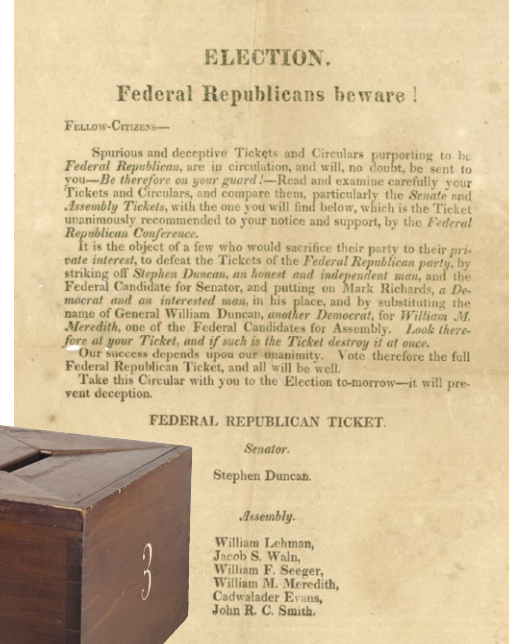 ELECTION.
Federal Republicans beware !
FELLOW-CITIZENS—
Spurious and deceptive Tickets and Circulars purporting to be
Federal Republican, are in circulation, and will, no doubt, be sent to
you—Be therefore on your guard!—Read and examine carefully your
Tickets and Circulars, and compare them, particularly the Senate and
Assembly Tickets, with the one you will find below, which is the Ticket
unanimously recommended to your notice and support, by the Federal
Republican Conference.
It is the object of a few who would sacrifice their party to their pri-
vate interest, to defeat the Tickets of the Federal Republican party, by
striking off Stephen Duncan, an honest and independent man, and the
Federal Candidate for Senator, and putting on Mark Richards, a De-
mocrat and an interested man, in his place, and by substituting the
name of General William Duncan, another Democrat, for William M.
Meredith, one of the Federal Candidates for Assembly. Look there-
fore at your Ticket, and if such is the Ticket destroy it at once.
Our success depends upon our unanimity. Vote therefore the full
Federal Republican Ticket, and all will be well.
Take this Circular with you to the Election to-morrow—it will pre-
vent deception.
FEDERAL REPUBLICAN TICKET.
Senator.
Stephen Duncan.
Assembly.
William Lehman,
Jacob S. Waln,
William F. Seeger,
William M. Meredith,
Cadwalader Evans,
John R. C. Smith.
3